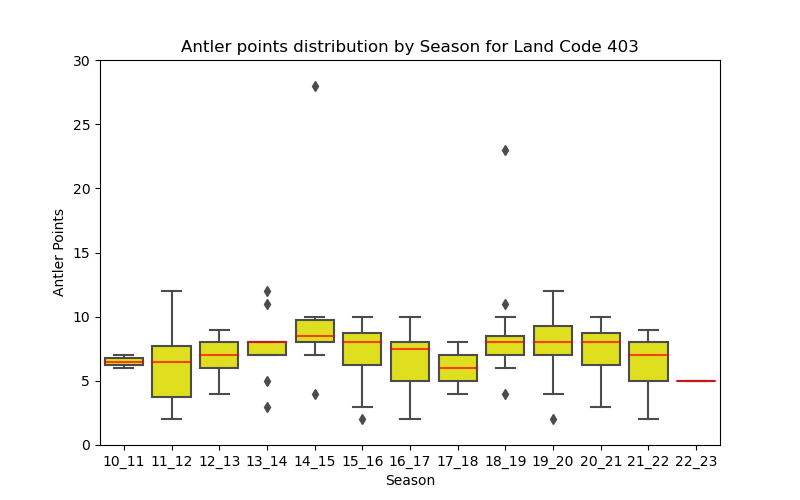 Antler points distribution by Season for Land Code 403
30
25
20
15
10
5
0
Antler Points
10_11 11_12 12_13 13_14 14_15 15_16 16_17 17_18 18_19 19_20 20_21 21_22 22_23
Season